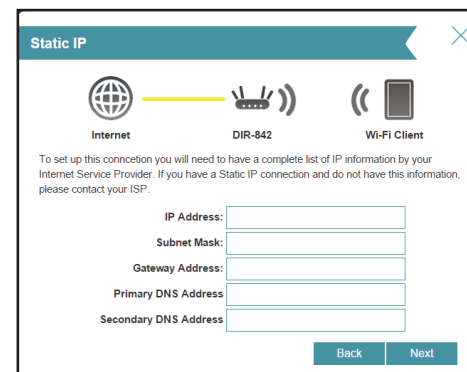 Static IP
Internet
DIR-842
Wi-Fi Client
To set up this conncetion you will need to have a complete list of IP information by your
Internet Service Provider. If you have a Static IP connection and do not have this information,
please contact your ISP.
IP Address:
Subnet Mask:
Gateway Address:
Primary DNS Address
Secondary DNS Address
Back
Next